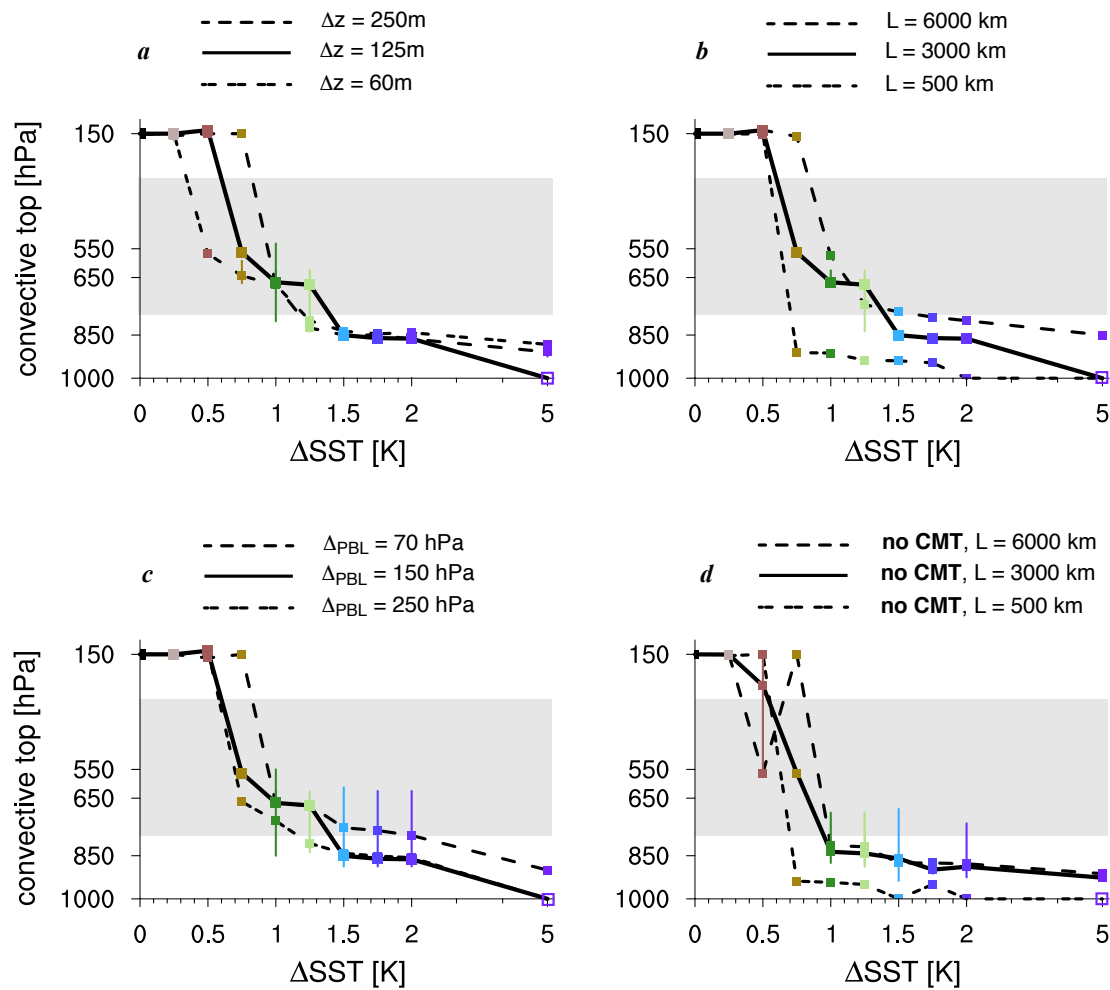 a
Δz = 250m
Δz = 125m
Δz = 60m
convective top [hPa]
150
550
650
850
1000
0 0.5 1 1.5 2 5
ΔSST [K]
b
L = 6000 km
L = 3000 km
L = 500 km
150
550
650
850
1000
0 0.5 1 1.5 2 5
ΔSST [K]
c
ΔPBL = 70 hPa
ΔPBL = 150 hPa
ΔPBL = 250 hPa
convective top [hPa]
150
550
650
850
1000
0 0.5 1 1.5 2 5
ΔSST [K]
d
no CMT, L = 6000 km
no CMT, L = 3000 km
no CMT, L = 500 km
150
550
650
850
1000
0 0.5 1 1.5 2 5
ΔSST [K]